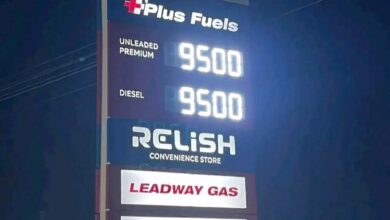 Plus Fuels
UNLEADED
PREMIUM
9500
DIESEL
9500
RELISH
CONVENIENCE STORE
LEADWAY GAS